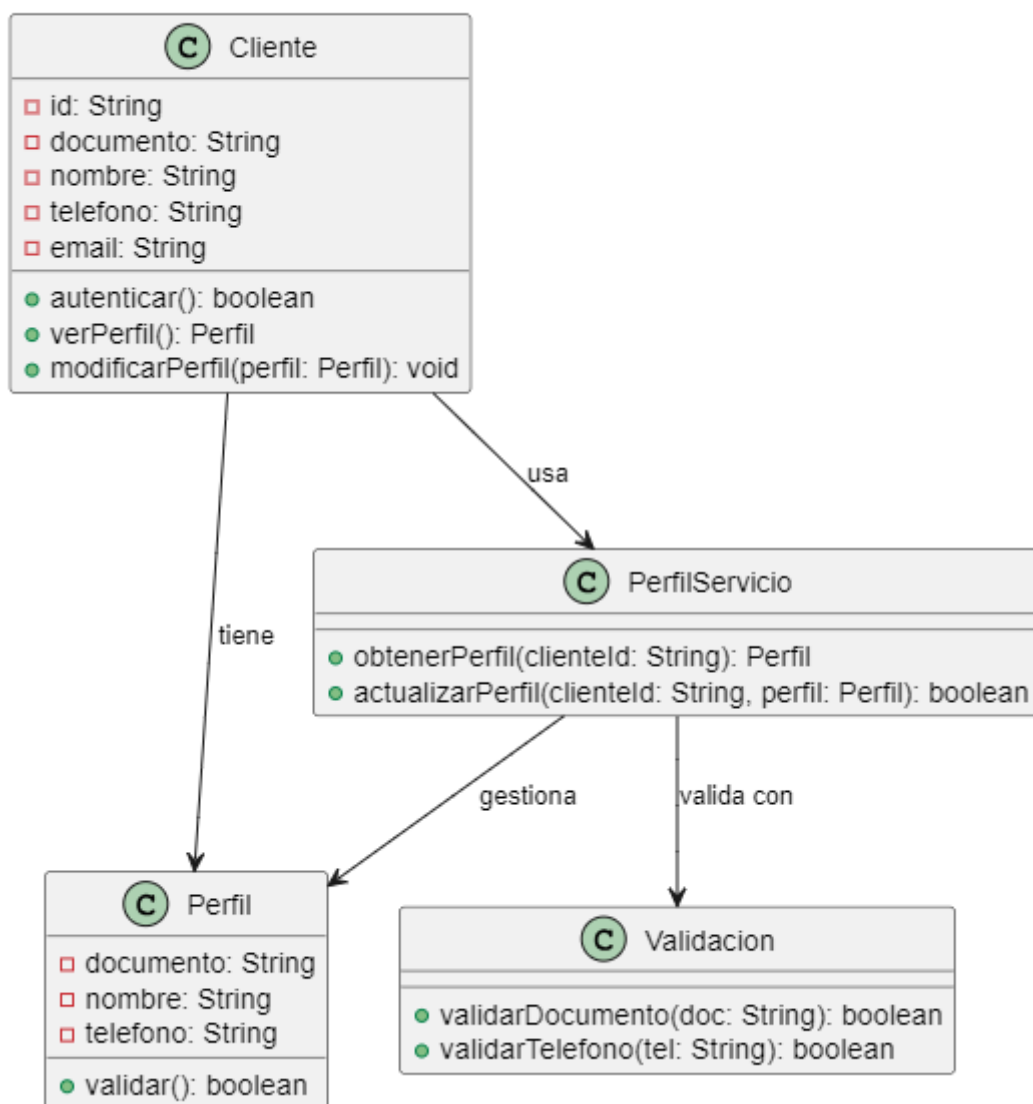 C Cliente
id: String
documento: String
nombre: String
telefono: String
email: String
autenticar(): boolean
verPerfil(): Perfil
modificarPerfil(perfil: Perfil): void
usa
C PerfilServicio
tiene
obtenerPerfil(clienteId: String): Perfil
actualizarPerfil(clienteId: String, perfil: Perfil): boolean
gestiona
valida con
C Perfil
documento: String
nombre: String
telefono: String
validar(): boolean
C Validacion
validarDocumento(doc: String): boolean
validarTelefono(tel: String): boolean